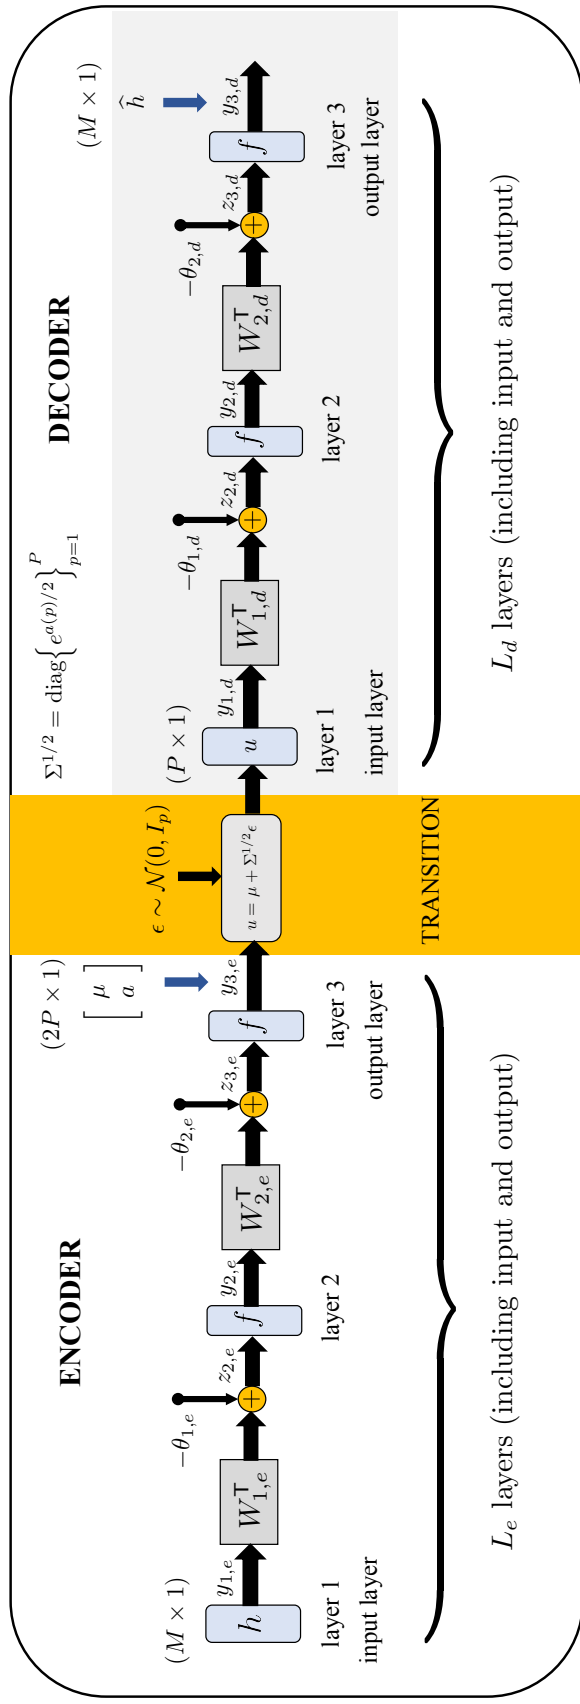 ENCODER
DECODER
Σ^{1/2} = diag{ e^{a(p)/2} }_{p=1}^{P}
(M × 1)
h
layer 1
input layer
y_{1,e}
W_{1,e}^T
−θ_{1,e}
+
z_{2,e}
f
layer 2
y_{2,e}
W_{2,e}^T
−θ_{2,e}
+
z_{3,e}
f
layer 3
output layer
(2P × 1)
[ μ
a ]
y_{3,e}
L_e layers (including input and output)
ϵ ∼ N(0, I_p)
u = μ + Σ^{1/2} ϵ
TRANSITION
(P × 1)
u
layer 1
input layer
y_{1,d}
W_{1,d}^T
−θ_{1,d}
+
z_{2,d}
f
layer 2
y_{2,d}
W_{2,d}^T
−θ_{2,d}
+
z_{3,d}
f
layer 3
output layer
(M × 1)
ĥ
y_{3,d}
L_d layers (including input and output)